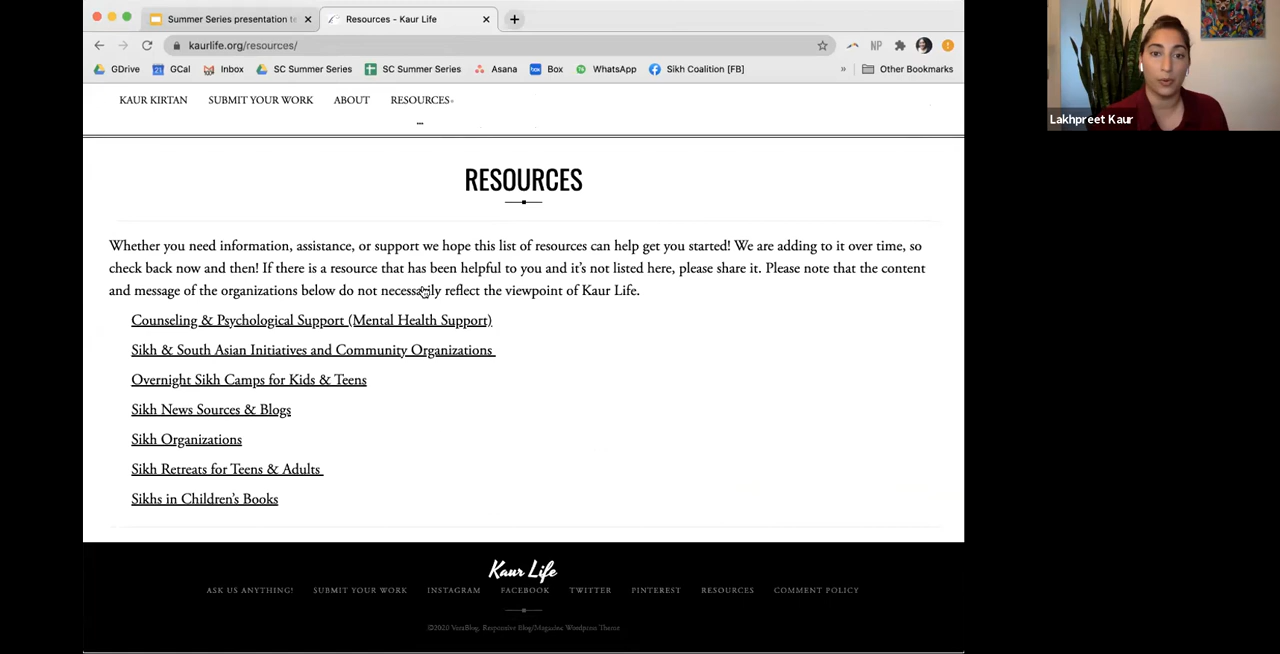 Summer Series presentation t
Resources - Kaur Life
kaurlife.org/resources/
NP
GDrive
GCal
Inbox
SC Summer Series
SC Summer Series
Asana
Box
WhatsApp
Sikh Coalition [FB]
»
Other Bookmarks
Lakhpreet Kaur
KAUR KIRTAN
SUBMIT YOUR WORK
ABOUT
RESOURCES
RESOURCES
Whether you need information, assistance, or support we hope this list of resources can help get you started! We are adding to it over time, so
check back now and then! If there is a resource that has been helpful to you and it's not listed here, please share it. Please note that the content
and message of the organizations below do not necessarily reflect the viewpoint of Kaur Life.
Counseling & Psychological Support (Mental Health Support)
Sikh & South Asian Initiatives and Community Organizations
Overnight Sikh Camps for Kids & Teens
Sikh News Sources & Blogs
Sikh Organizations
Sikh Retreats for Teens & Adults
Sikhs in Children's Books
Kaur Life
ASK US ANYTHING!
SUBMIT YOUR WORK
INSTAGRAM
FACEBOOK
TWITTER
PINTEREST
RESOURCES
COMMENT POLICY
©2020 VeraBlog, Responsive Blog/Magazine Wordpress Theme